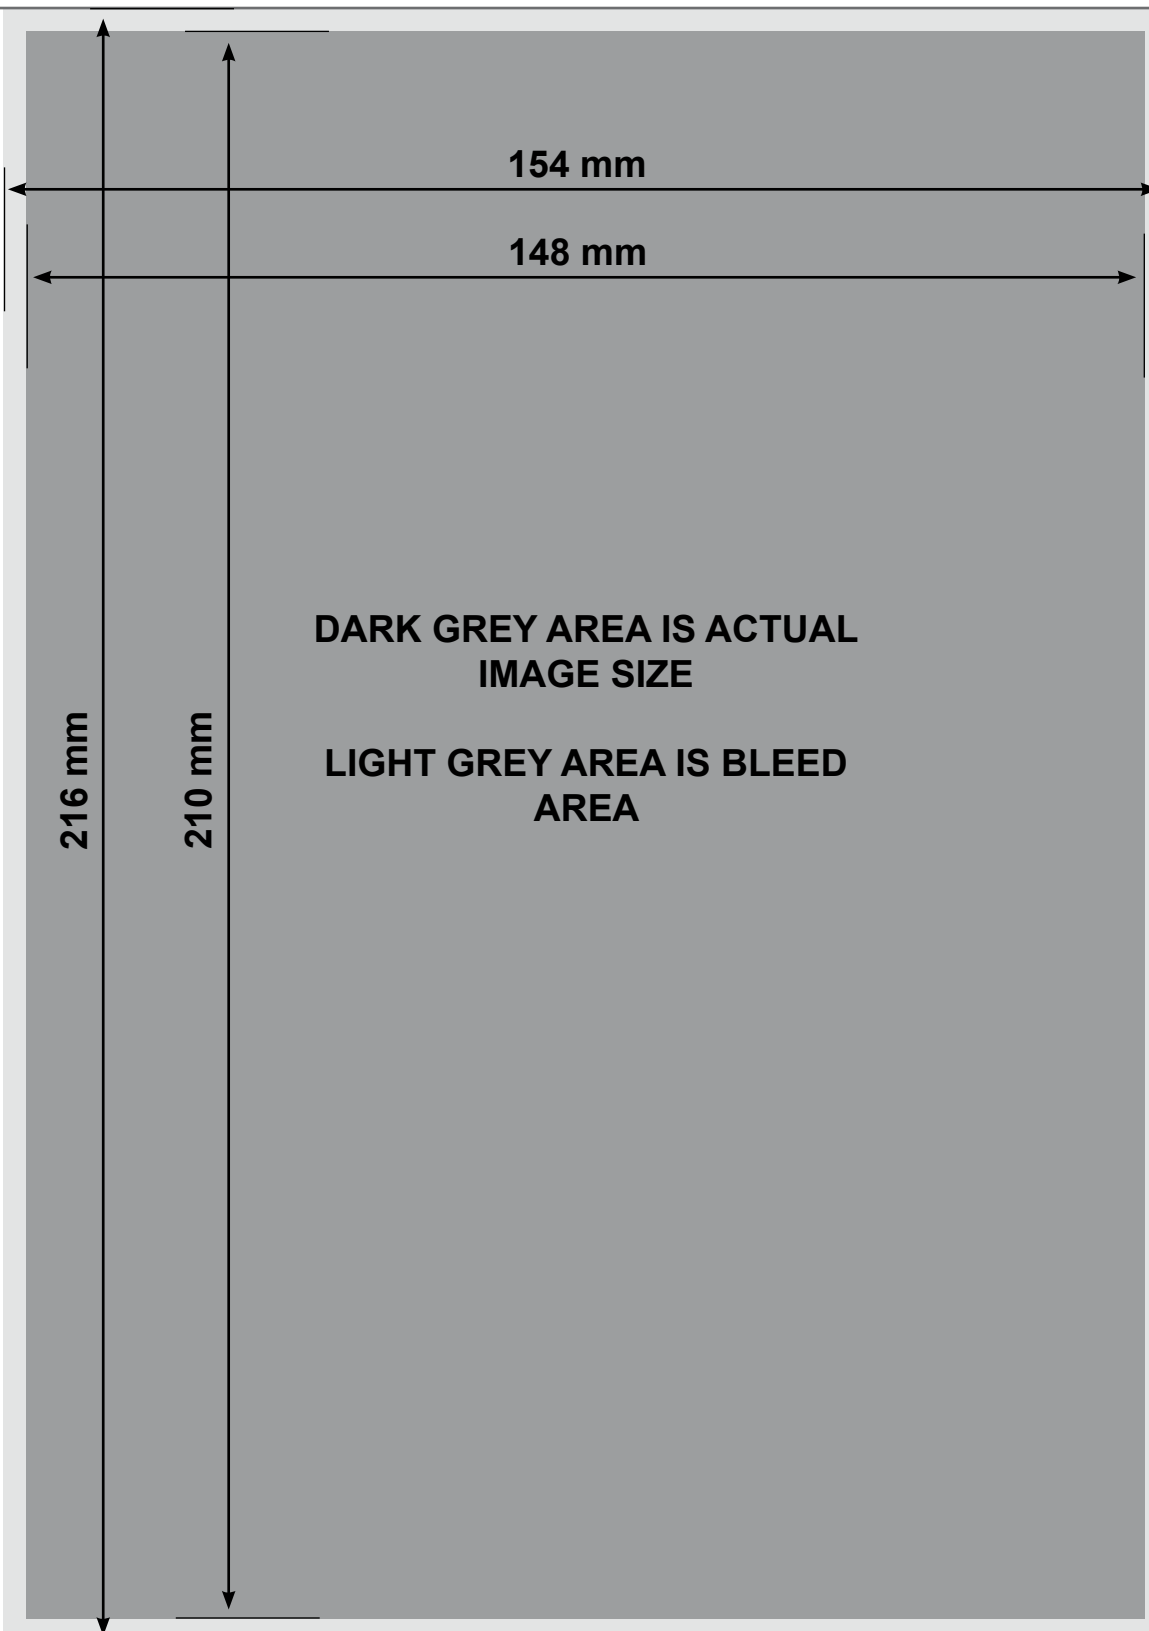 154 mm
148 mm
DARK GREY AREA IS ACTUAL
IMAGE SIZE
LIGHT GREY AREA IS BLEED
AREA
216 mm
210 mm